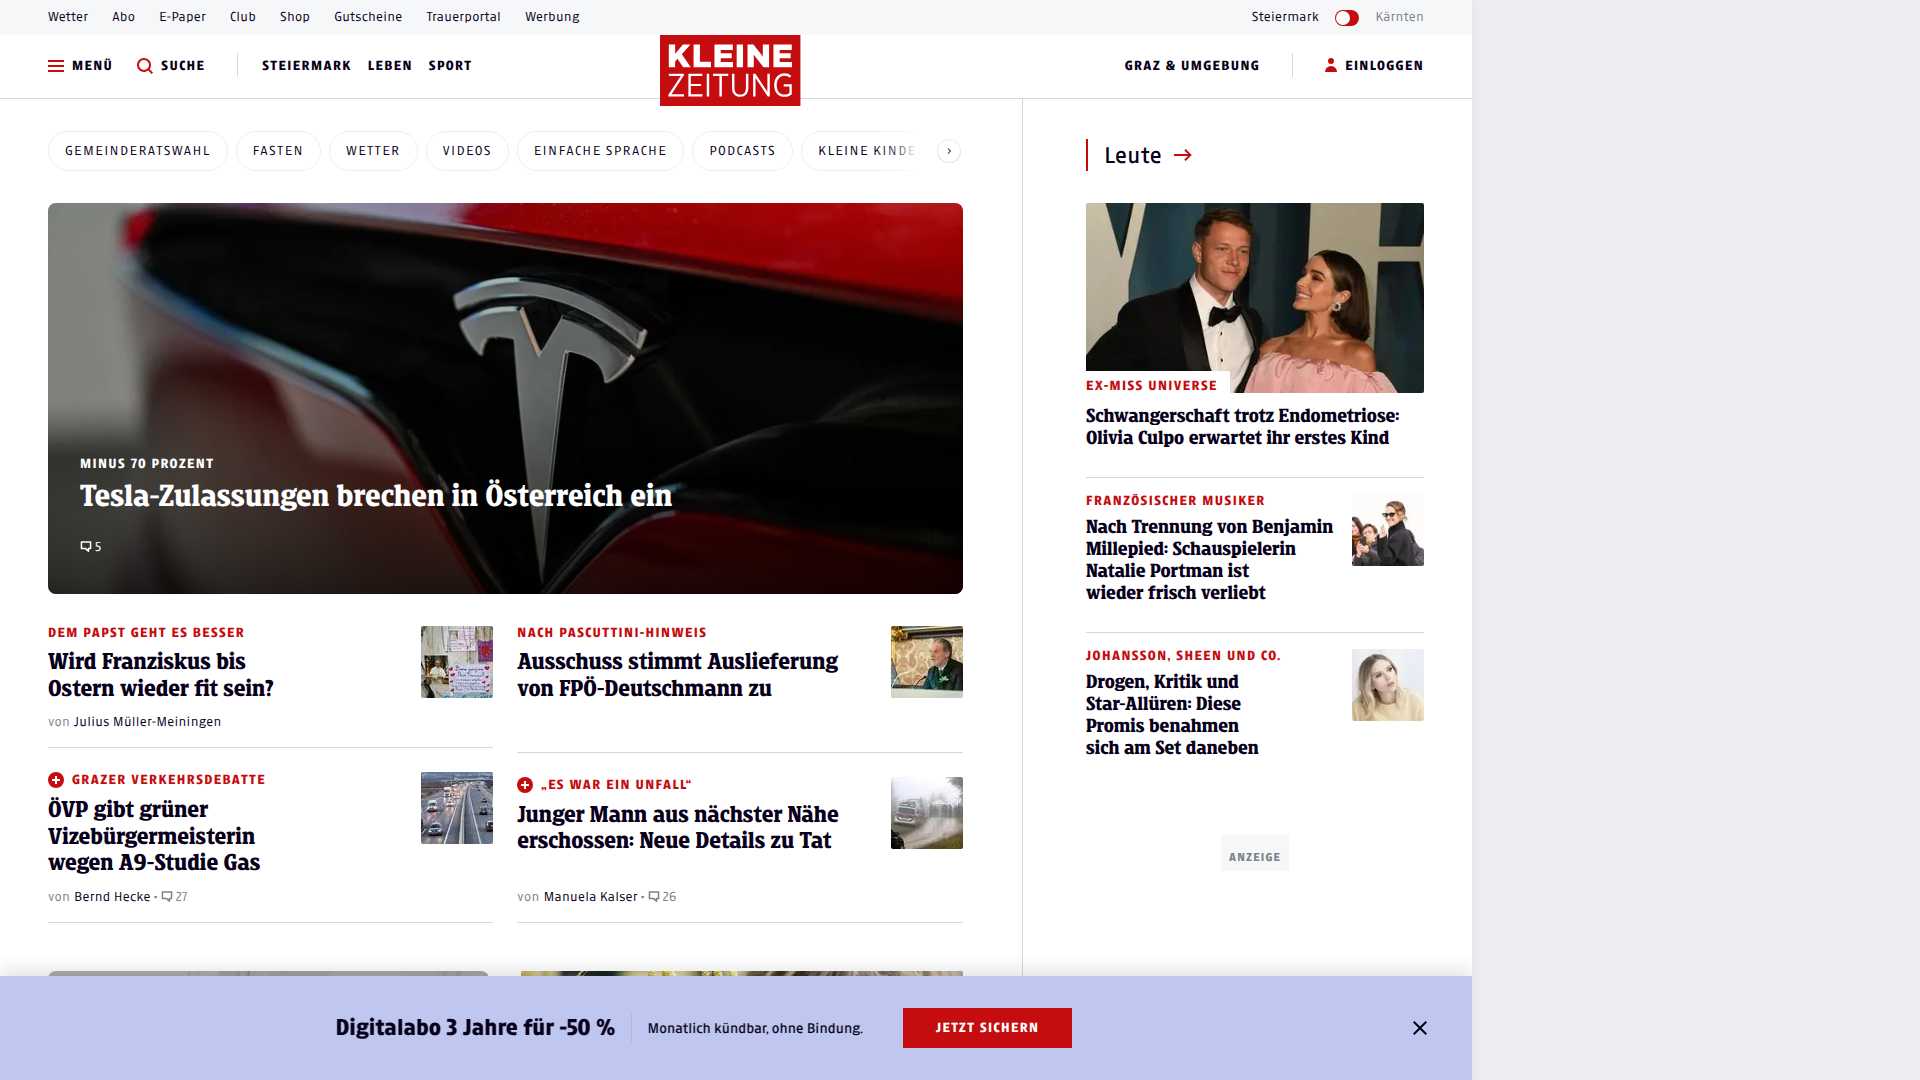 Wetter Abo E-Paper Club Shop Gutscheine Trauerportal Werbung Steiermark Kärnten
MENÜ SUCHE STEIERMARK LEBEN SPORT KLEINE ZEITUNG GRAZ & UMGEBUNG EINLOGGEN
GEMEINDERATSWAHL FASTEN WETTER VIDEOS EINFACHE SPRACHE PODCASTS KLEINE KINDE
MINUS 70 PROZENT
Tesla-Zulassungen brechen in Österreich ein
5
DEM PAPST GEHT ES BESSER
Wird Franziskus bis
Ostern wieder fit sein?
von Julius Müller-Meiningen
NACH PASCUTTINI-HINWEIS
Ausschuss stimmt Auslieferung
von FPÖ-Deutschmann zu
GRAZER VERKEHRSDEBATTE
ÖVP gibt grüner
Vizebürgermeisterin
wegen A9-Studie Gas
von Bernd Hecke · 27
„ES WAR EIN UNFALL“
Junger Mann aus nächster Nähe
erschossen: Neue Details zu Tat
von Manuela Kalser · 26
Leute
EX-MISS UNIVERSE
Schwangerschaft trotz Endometriose:
Olivia Culpo erwartet ihr erstes Kind
FRANZÖSISCHER MUSIKER
Nach Trennung von Benjamin
Millepied: Schauspielerin
Natalie Portman ist
wieder frisch verliebt
JOHANSSON, SHEEN UND CO.
Drogen, Kritik und
Star-Allüren: Diese
Promis benahmen
sich am Set daneben
ANZEIGE
Digitalabo 3 Jahre für -50 % Monatlich kündbar, ohne Bindung. JETZT SICHERN